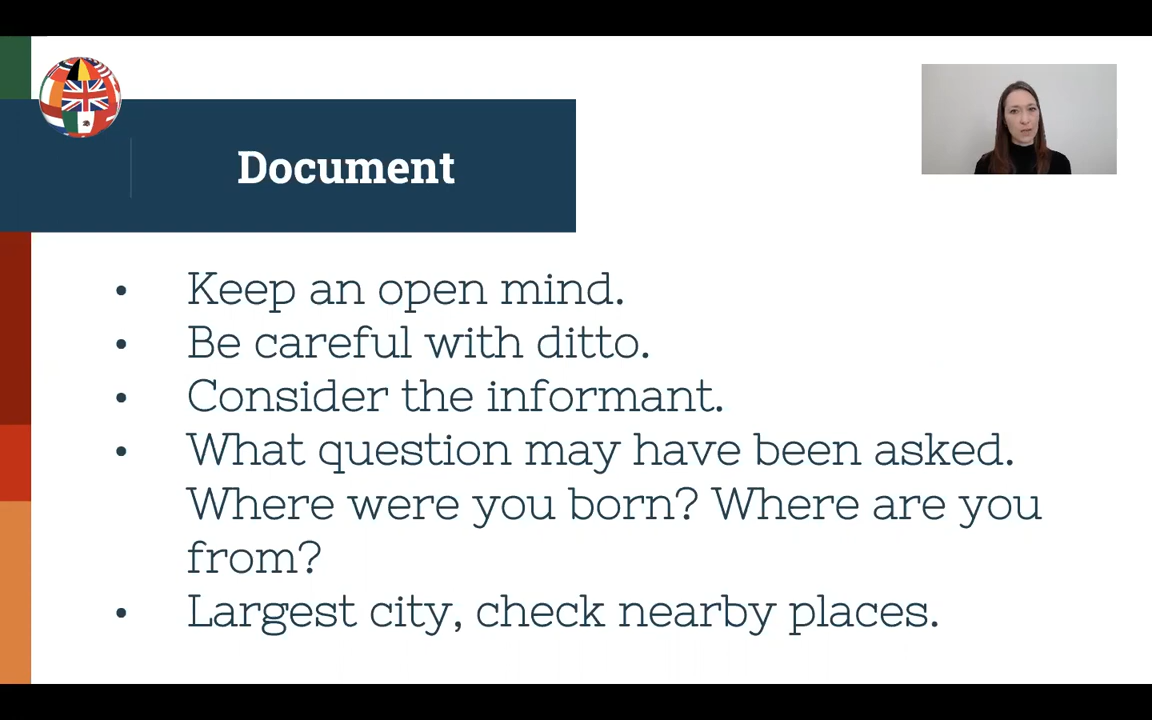 Document
• Keep an open mind.
• Be careful with ditto.
• Consider the informant.
• What question may have been asked.
Where were you born? Where are you
from?
• Largest city, check nearby places.